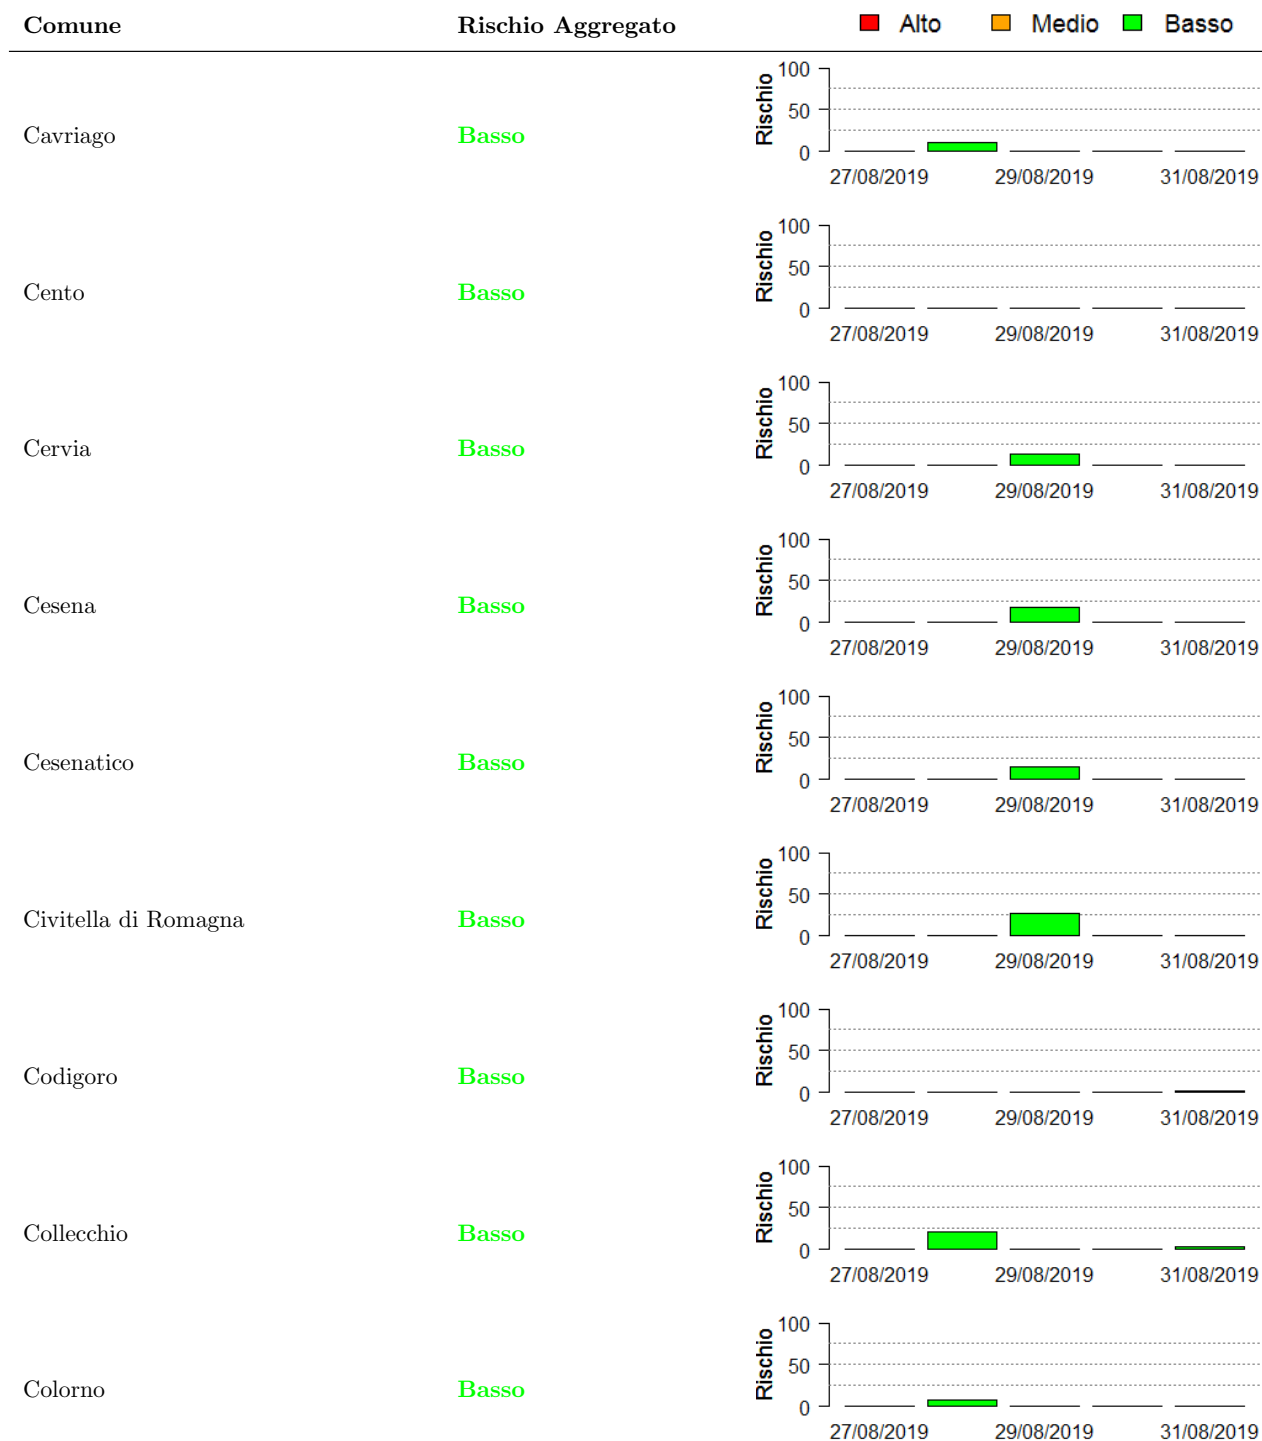 Comune Rischio Aggregato Alto Medio Basso
100
50
0
Rischio
Cavriago Basso
27/08/2019 29/08/2019 31/08/2019
100
50
0
Rischio
Cento Basso
27/08/2019 29/08/2019 31/08/2019
100
50
0
Rischio
Cervia Basso
27/08/2019 29/08/2019 31/08/2019
100
50
0
Rischio
Cesena Basso
27/08/2019 29/08/2019 31/08/2019
100
50
0
Rischio
Cesenatico Basso
27/08/2019 29/08/2019 31/08/2019
100
50
0
Rischio
Civitella di Romagna Basso
27/08/2019 29/08/2019 31/08/2019
100
50
0
Rischio
Codigoro Basso
27/08/2019 29/08/2019 31/08/2019
100
50
0
Rischio
Collecchio Basso
27/08/2019 29/08/2019 31/08/2019
100
50
0
Rischio
Colorno Basso
27/08/2019 29/08/2019 31/08/2019